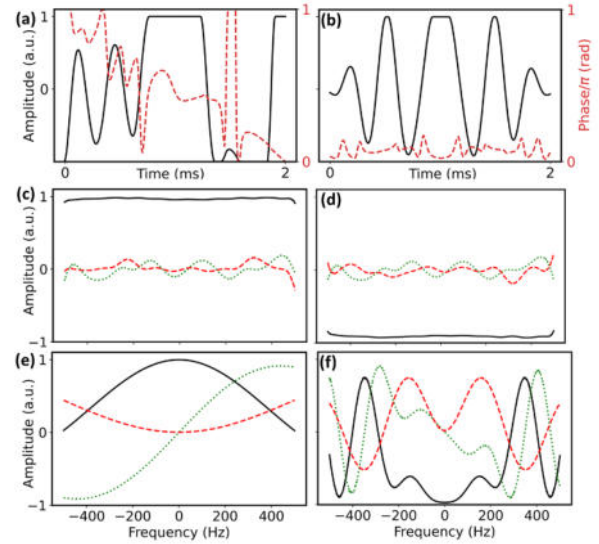 (a)
1
0
Amplitude (a.u.)
0
2
Time (ms)
1
0
(b)
0
2
Time (ms)
1
0
Phase/π (rad)
(c)
1
0
−1
Amplitude (a.u.)
(d)
(e)
1
0
−1
Amplitude (a.u.)
−400 −200 0 200 400
Frequency (Hz)
(f)
−400 −200 0 200 400
Frequency (Hz)